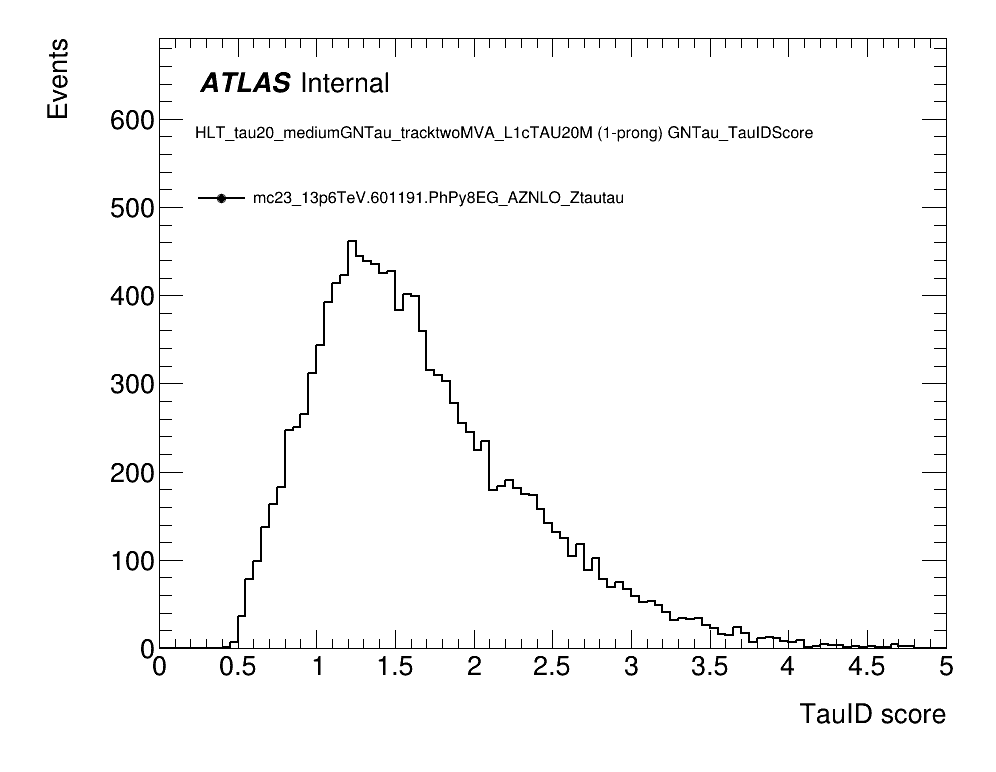 Events
ATLAS Internal
HLT_tau20_mediumGNTau_tracktwoMVA_L1cTAU20M (1-prong) GNTau_TauIDScore
mc23_13p6TeV.601191.PhPy8EG_AZNLO_Ztautau
600
500
400
300
200
100
0
0 0.5 1 1.5 2 2.5 3 3.5 4 4.5 5
TauID score